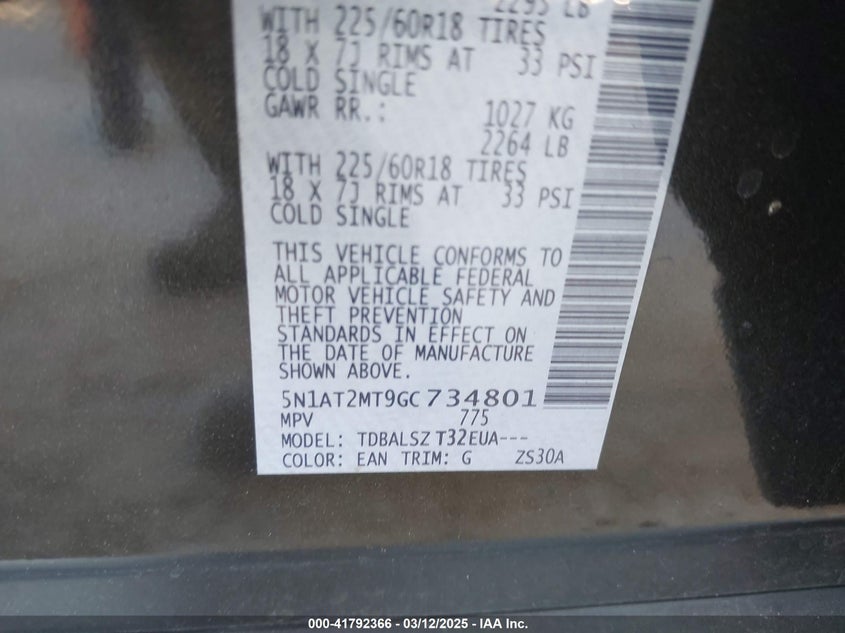 2293 LB
WITH 225/60R18 TIRES
18 X 7J RIMS AT 33 PSI
COLD SINGLE
GAWR RR.: 1027 KG
2264 LB
WITH 225/60R18 TIRES
18 X 7J RIMS AT 33 PSI
COLD SINGLE
THIS VEHICLE CONFORMS TO
ALL APPLICABLE FEDERAL
MOTOR VEHICLE SAFETY AND
THEFT PREVENTION
STANDARDS IN EFFECT ON
THE DATE OF MANUFACTURE
SHOWN ABOVE.
5N1AT2MT9GC734801
MPV 775
MODEL: TDBALSZ T32EUA---
COLOR: EAN TRIM: G ZS30A
000-41792366 - 03/12/2025 - IAA Inc.